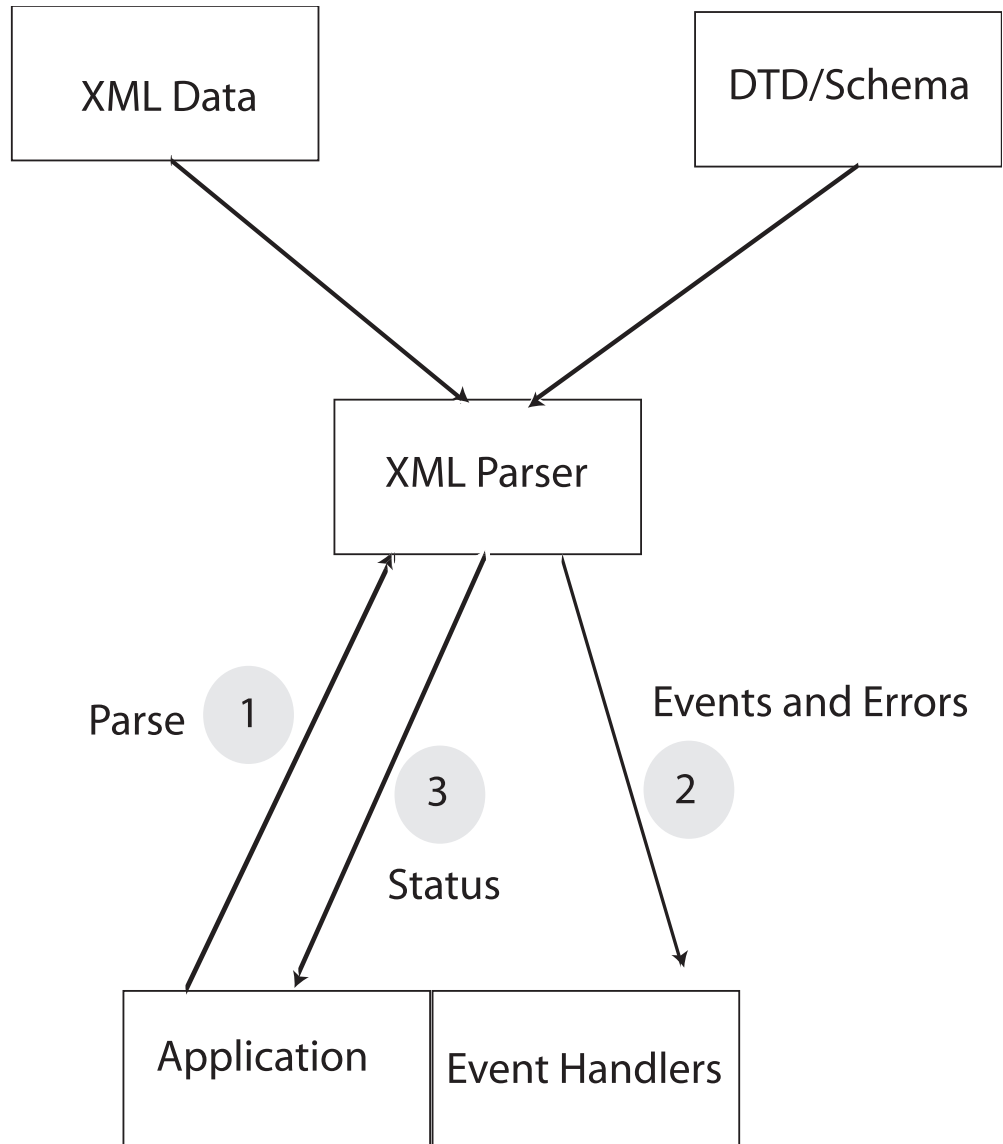 XML Data
DTD/Schema
XML Parser
Parse
1
Events and Errors
3
2
Status
Application
Event Handlers